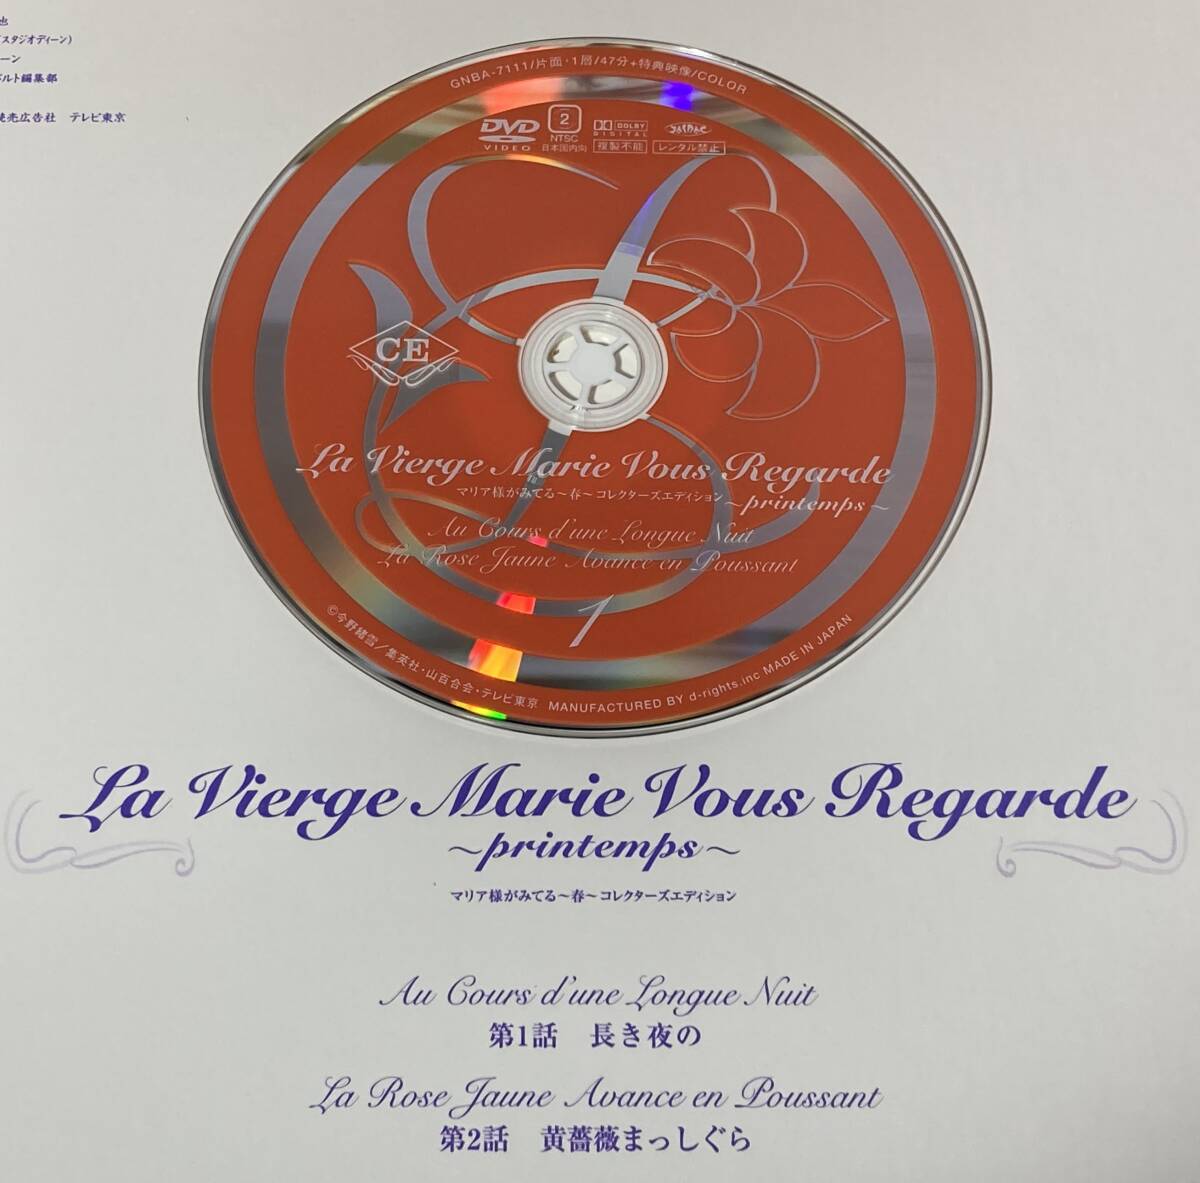 也
スタジオディーン)
ーン
ルト編集部
売広告社 テレビ東京
GNBA-7111/片面・1層/47分+特典映像/COLOR
DVD VIDEO
2
NTSC
日本国内向
DOLBY DIGITAL
複製不能
レンタル禁止
CE
La Vierge Marie Vous Regarde
マリア様がみてる～春～コレクターズエディション ～printemps～
Au Cours d'une Longue Nuit
La Rose Jaune Avance en Poussant
1
©今野緒雪/集英社・山百合会・テレビ東京 MANUFACTURED BY d-rights.inc MADE IN JAPAN
La Vierge Marie Vous Regarde
～printemps～
マリア様がみてる～春～コレクターズエディション
Au Cours d'une Longue Nuit
第1話 長き夜の
La Rose Jaune Avance en Poussant
第2話 黄薔薇まっしぐら